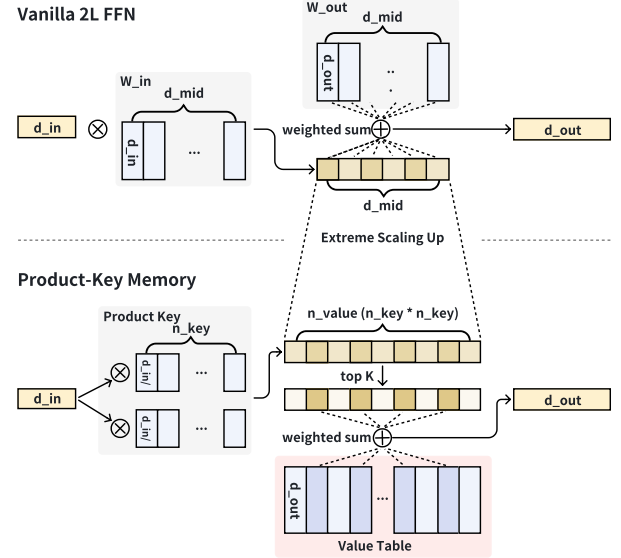 Vanilla 2L FFN
W_out
d_mid
d_out
...
W_in
d_mid
d_in
d_in
...
weighted sum
d_out
d_mid
Extreme Scaling Up
Product-Key Memory
Product Key
n_key
n_value (n_key * n_key)
d_in/
...
top K
d_in
d_out
d_in/
...
weighted sum
d_out
...
Value Table